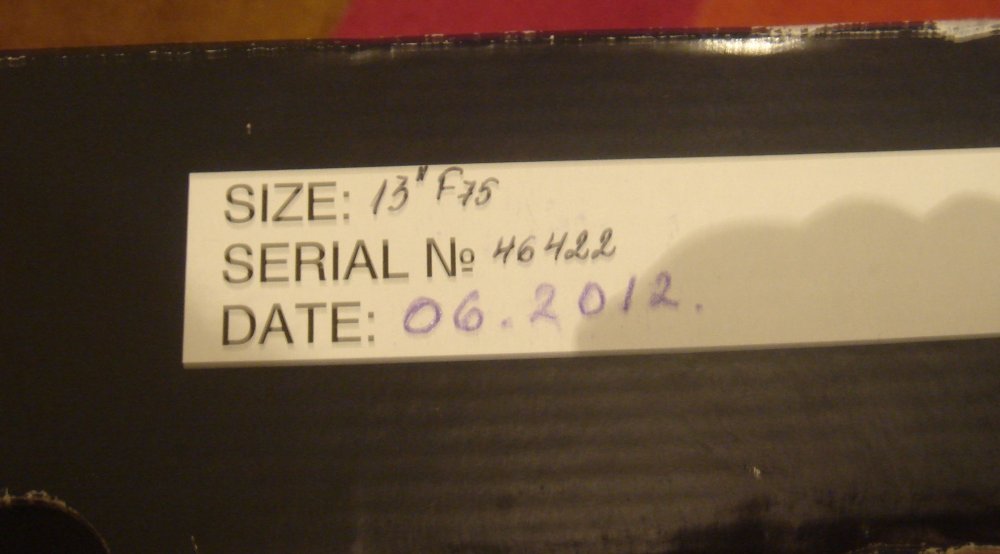 SIZE: 13" F75
SERIAL № 46422
DATE: 06.2012.